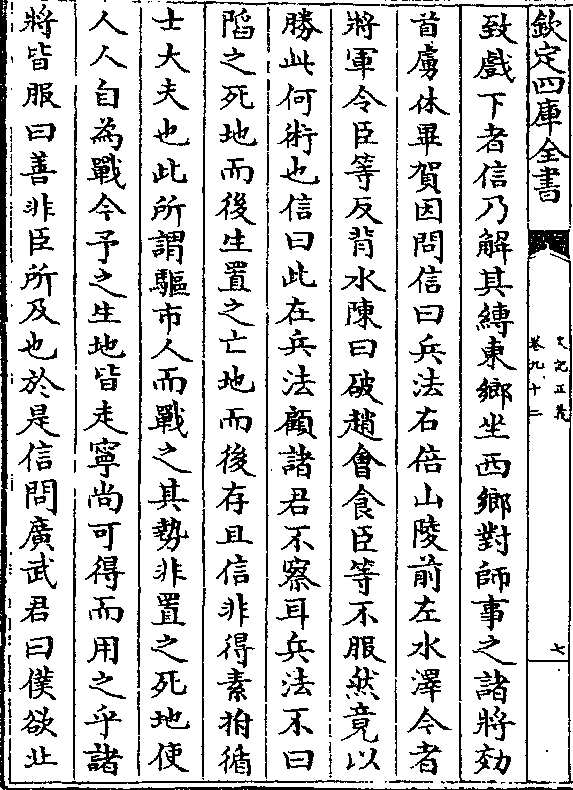 欽定四庫全書
史記正義
卷九十二
七
致戲下者信乃解其縛東鄉坐西鄉對師事之諸將効
首虜休畢賀因問信曰兵法右倍山陵前左水澤今者
將軍令臣等反背水陳曰破趙會食臣等不服然竟以
勝此何術也信曰此在兵法顧諸君不察耳兵法不曰
䧟之死地而後生置之亡地而後存且信非得素拊循
士大夫也此所謂驅市人而戰之其勢非置之死地使
人人自為戰今予之生地皆走寧尚可得而用之乎諸
將皆服曰善非臣所及也於是信問廣武君曰僕欲北